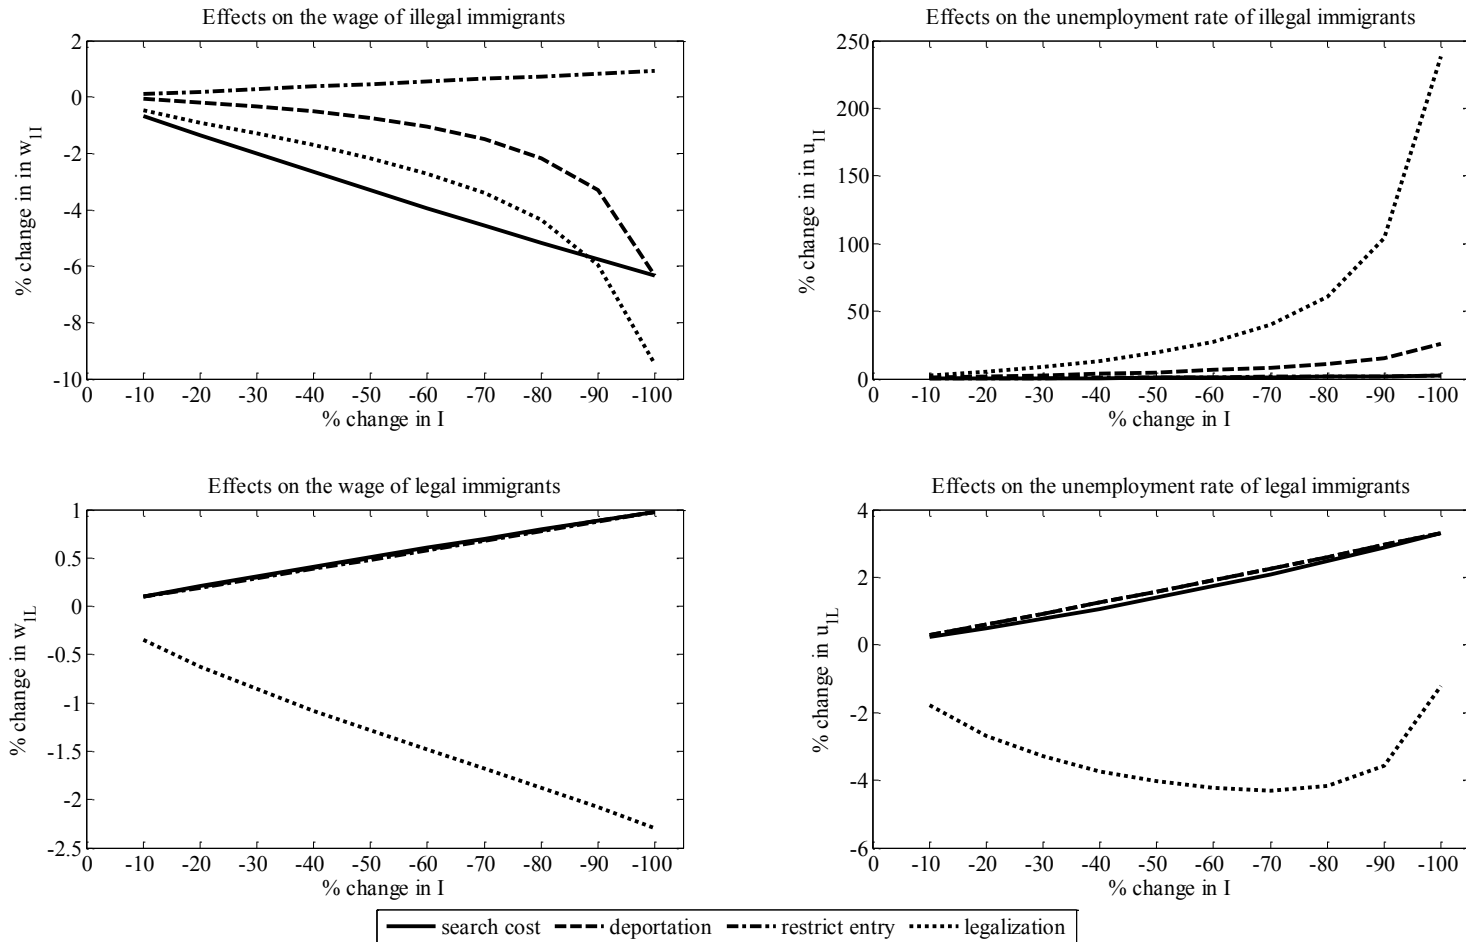 Effects on the wage of illegal immigrants
2
0
-2
-4
-6
-8
-10
% change in in w1I
0 -10 -20 -30 -40 -50 -60 -70 -80 -90 -100
% change in I
Effects on the unemployment rate of illegal immigrants
250
200
150
100
50
0
% change in in u1I
0 -10 -20 -30 -40 -50 -60 -70 -80 -90 -100
% change in I
Effects on the wage of legal immigrants
1
0.5
0
-0.5
-1
-1.5
-2
-2.5
% change in w1L
0 -10 -20 -30 -40 -50 -60 -70 -80 -90 -100
% change in I
Effects on the unemployment rate of legal immigrants
4
2
0
-2
-4
-6
% change in u1L
0 -10 -20 -30 -40 -50 -60 -70 -80 -90 -100
% change in I
search cost deportation restrict entry legalization